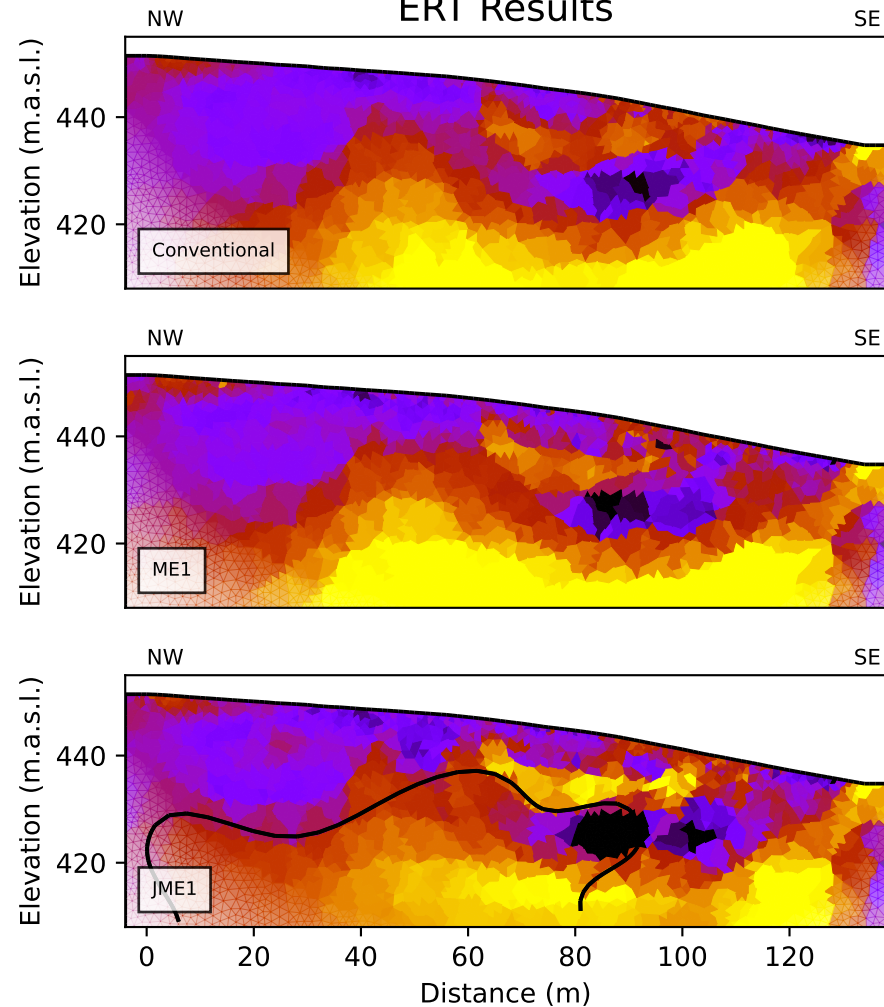 ERT Results
NW SE
Elevation (m.a.s.l.)
440
420
Conventional
NW SE
Elevation (m.a.s.l.)
440
420
ME1
NW SE
Elevation (m.a.s.l.)
440
420
JME1
0 20 40 60 80 100 120
Distance (m)